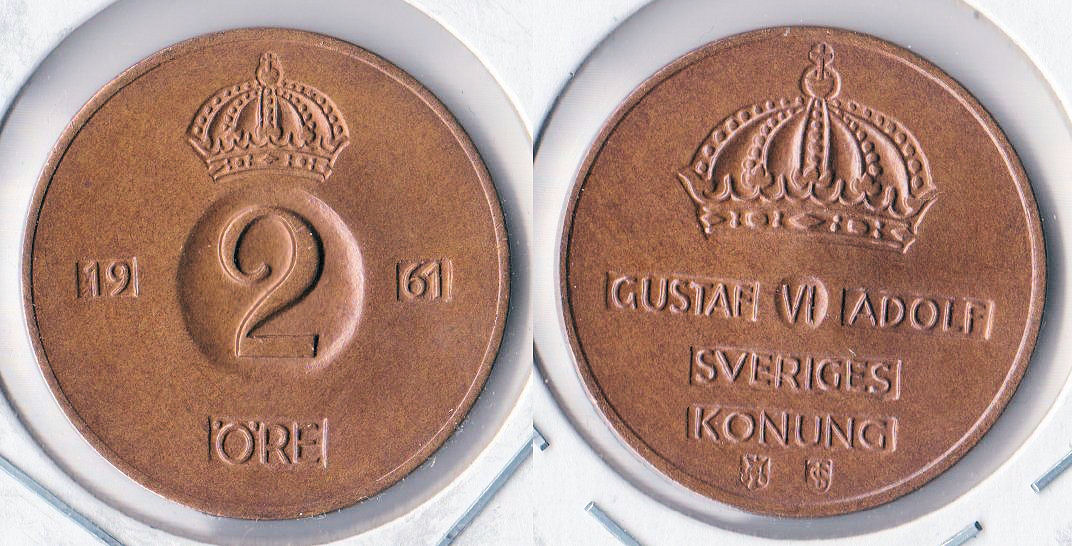 2
19 61
ÖRE
GUSTAF VI ADOLF
SVERIGES
KONUNG